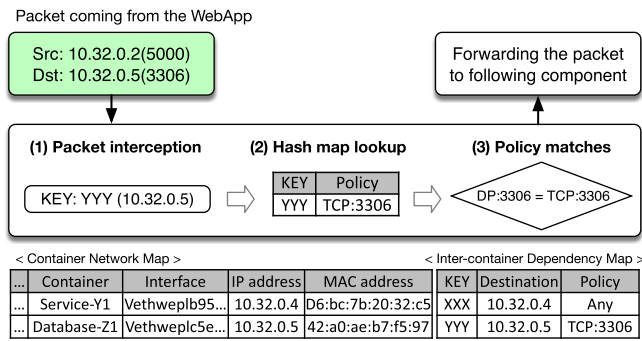 Packet coming from the WebApp
Src: 10.32.0.2(5000)
Dst: 10.32.0.5(3306)
Forwarding the packet
to following component
(1) Packet interception
(2) Hash map lookup
(3) Policy matches
KEY: YYY (10.32.0.5)
KEY Policy
YYY TCP:3306
DP:3306 = TCP:3306
< Container Network Map >
... Container Interface IP address MAC address
... Service-Y1 Vethweplb95... 10.32.0.4 D6:bc:7b:20:32:c5
... Database-Z1 Vethweplc5e... 10.32.0.5 42:a0:ae:b7:f5:97
< Inter-container Dependency Map >
KEY Destination Policy
XXX 10.32.0.4 Any
YYY 10.32.0.5 TCP:3306